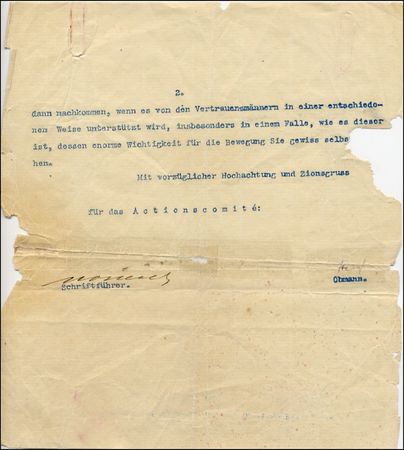 2.
dann nachkommen, wenn es von den Vertrauensmännern in einer entschiede-
nen Weise unterstützt wird, insbesonders in einem Falle, wie es dieser
ist, dessen enorme Wichtigkeit für die Bewegung Sie gewiss selbs
hen.
Mit vorzüglicher Hochachtung und Zionsgruss
für das Actionscomité:
Schriftführer. Obmann.